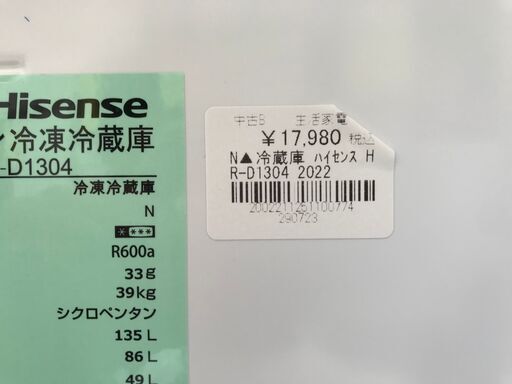 Hisense
ン冷凍冷蔵庫
-D1304
冷凍冷蔵庫
N
R600a
33g
39kg
シクロペンタン
135L
86L
49L
中古B 生活家電
¥17,980 税込
N▲冷蔵庫 ハイセンス H
R-D1304 2022
2002211261100774
290723